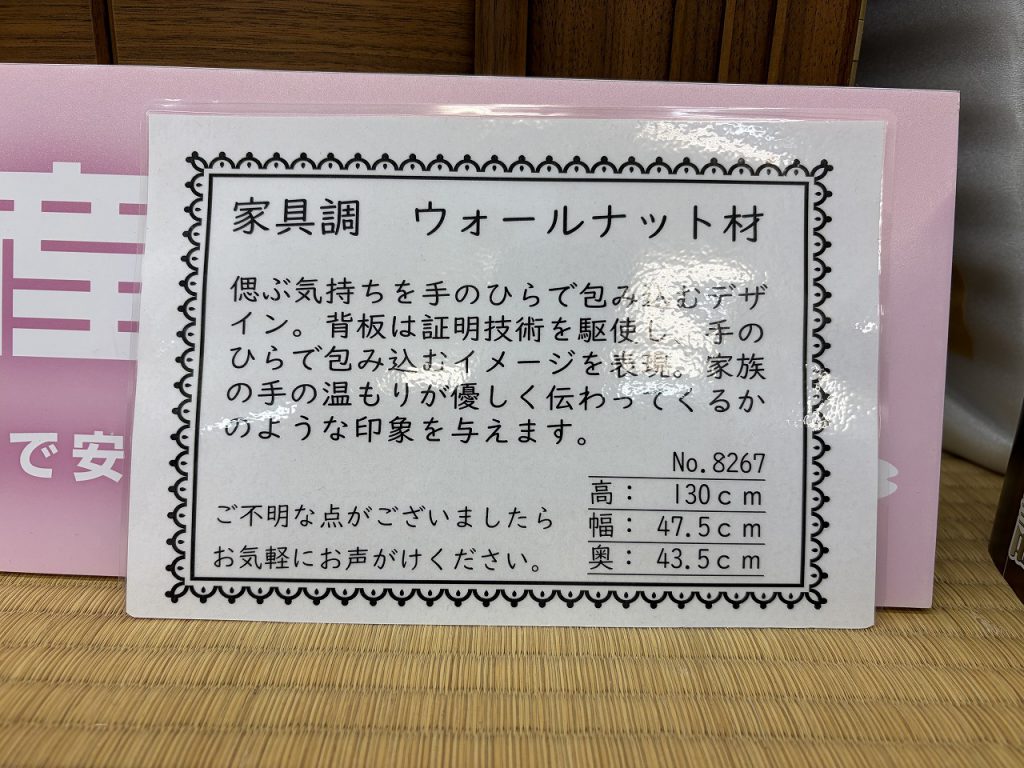 家具調　ウォールナット材
偲ぶ気持ちを手のひらで包み込むデザ
イン。背板は証明技術を駆使し、手の
ひらで包み込むイメージを表現。家族
の手の温もりが優しく伝わってくるか
のような印象を与えます。
No.8267
高：　130ｃｍ
幅：　47.5ｃｍ
奥：　43.5ｃｍ
ご不明な点がございましたら
お気軽にお声がけください。
で安